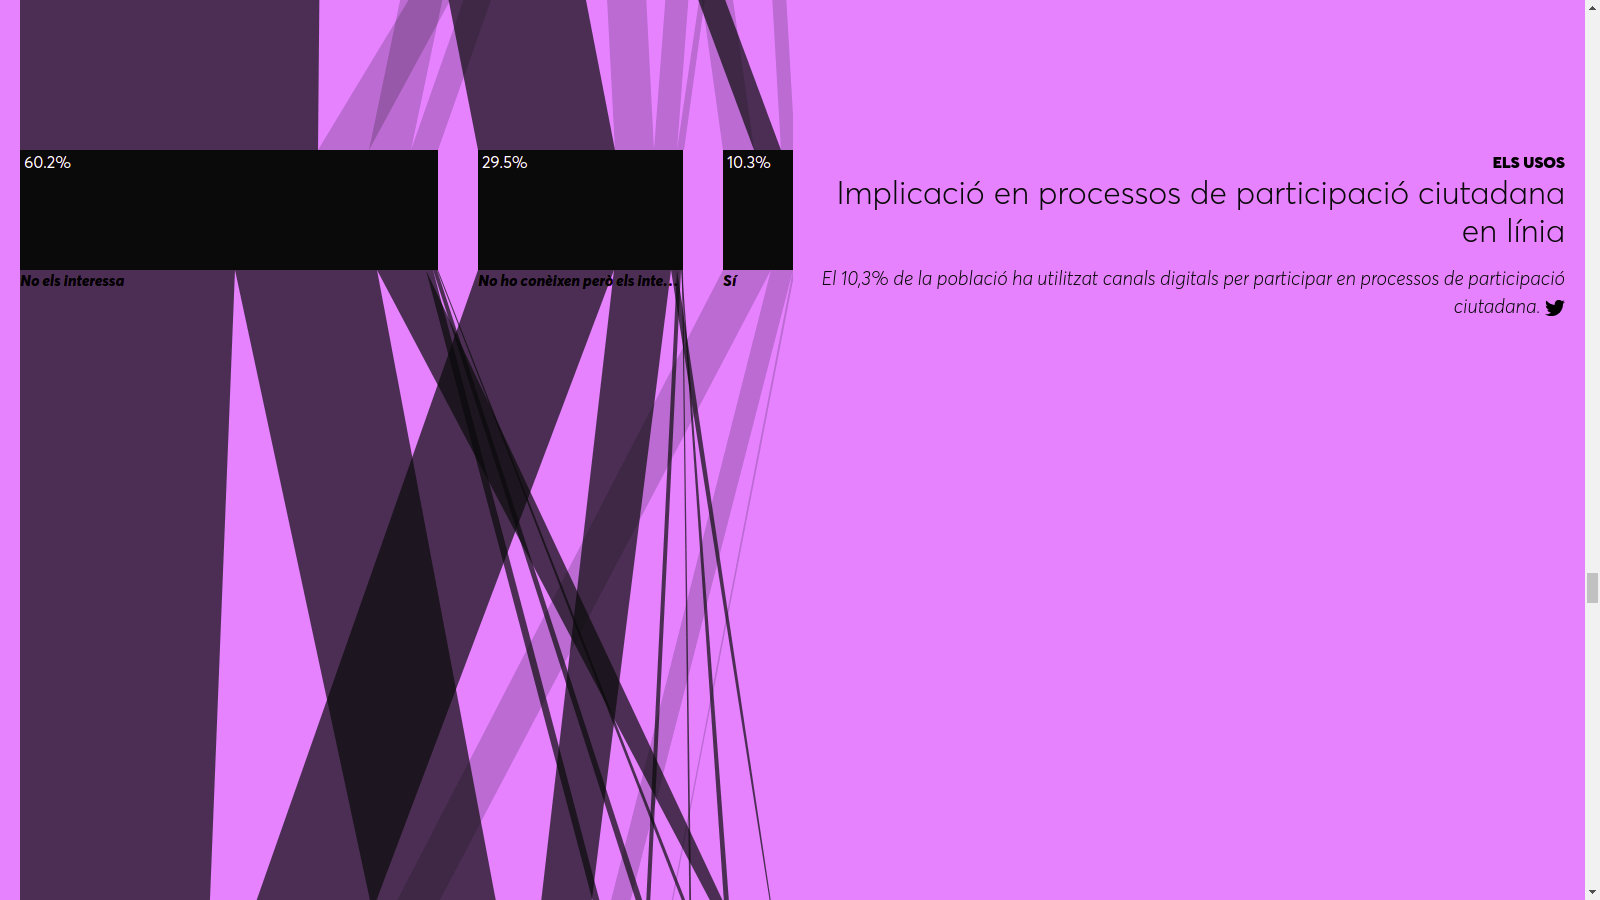 60.2%
29.5%
10.3%
No els interessa
No ho conèixen però els inte...
Sí
ELS USOS
Implicació en processos de participació ciutadana
en línia
El 10,3% de la població ha utilitzat canals digitals per participar en processos de participació
ciutadana.